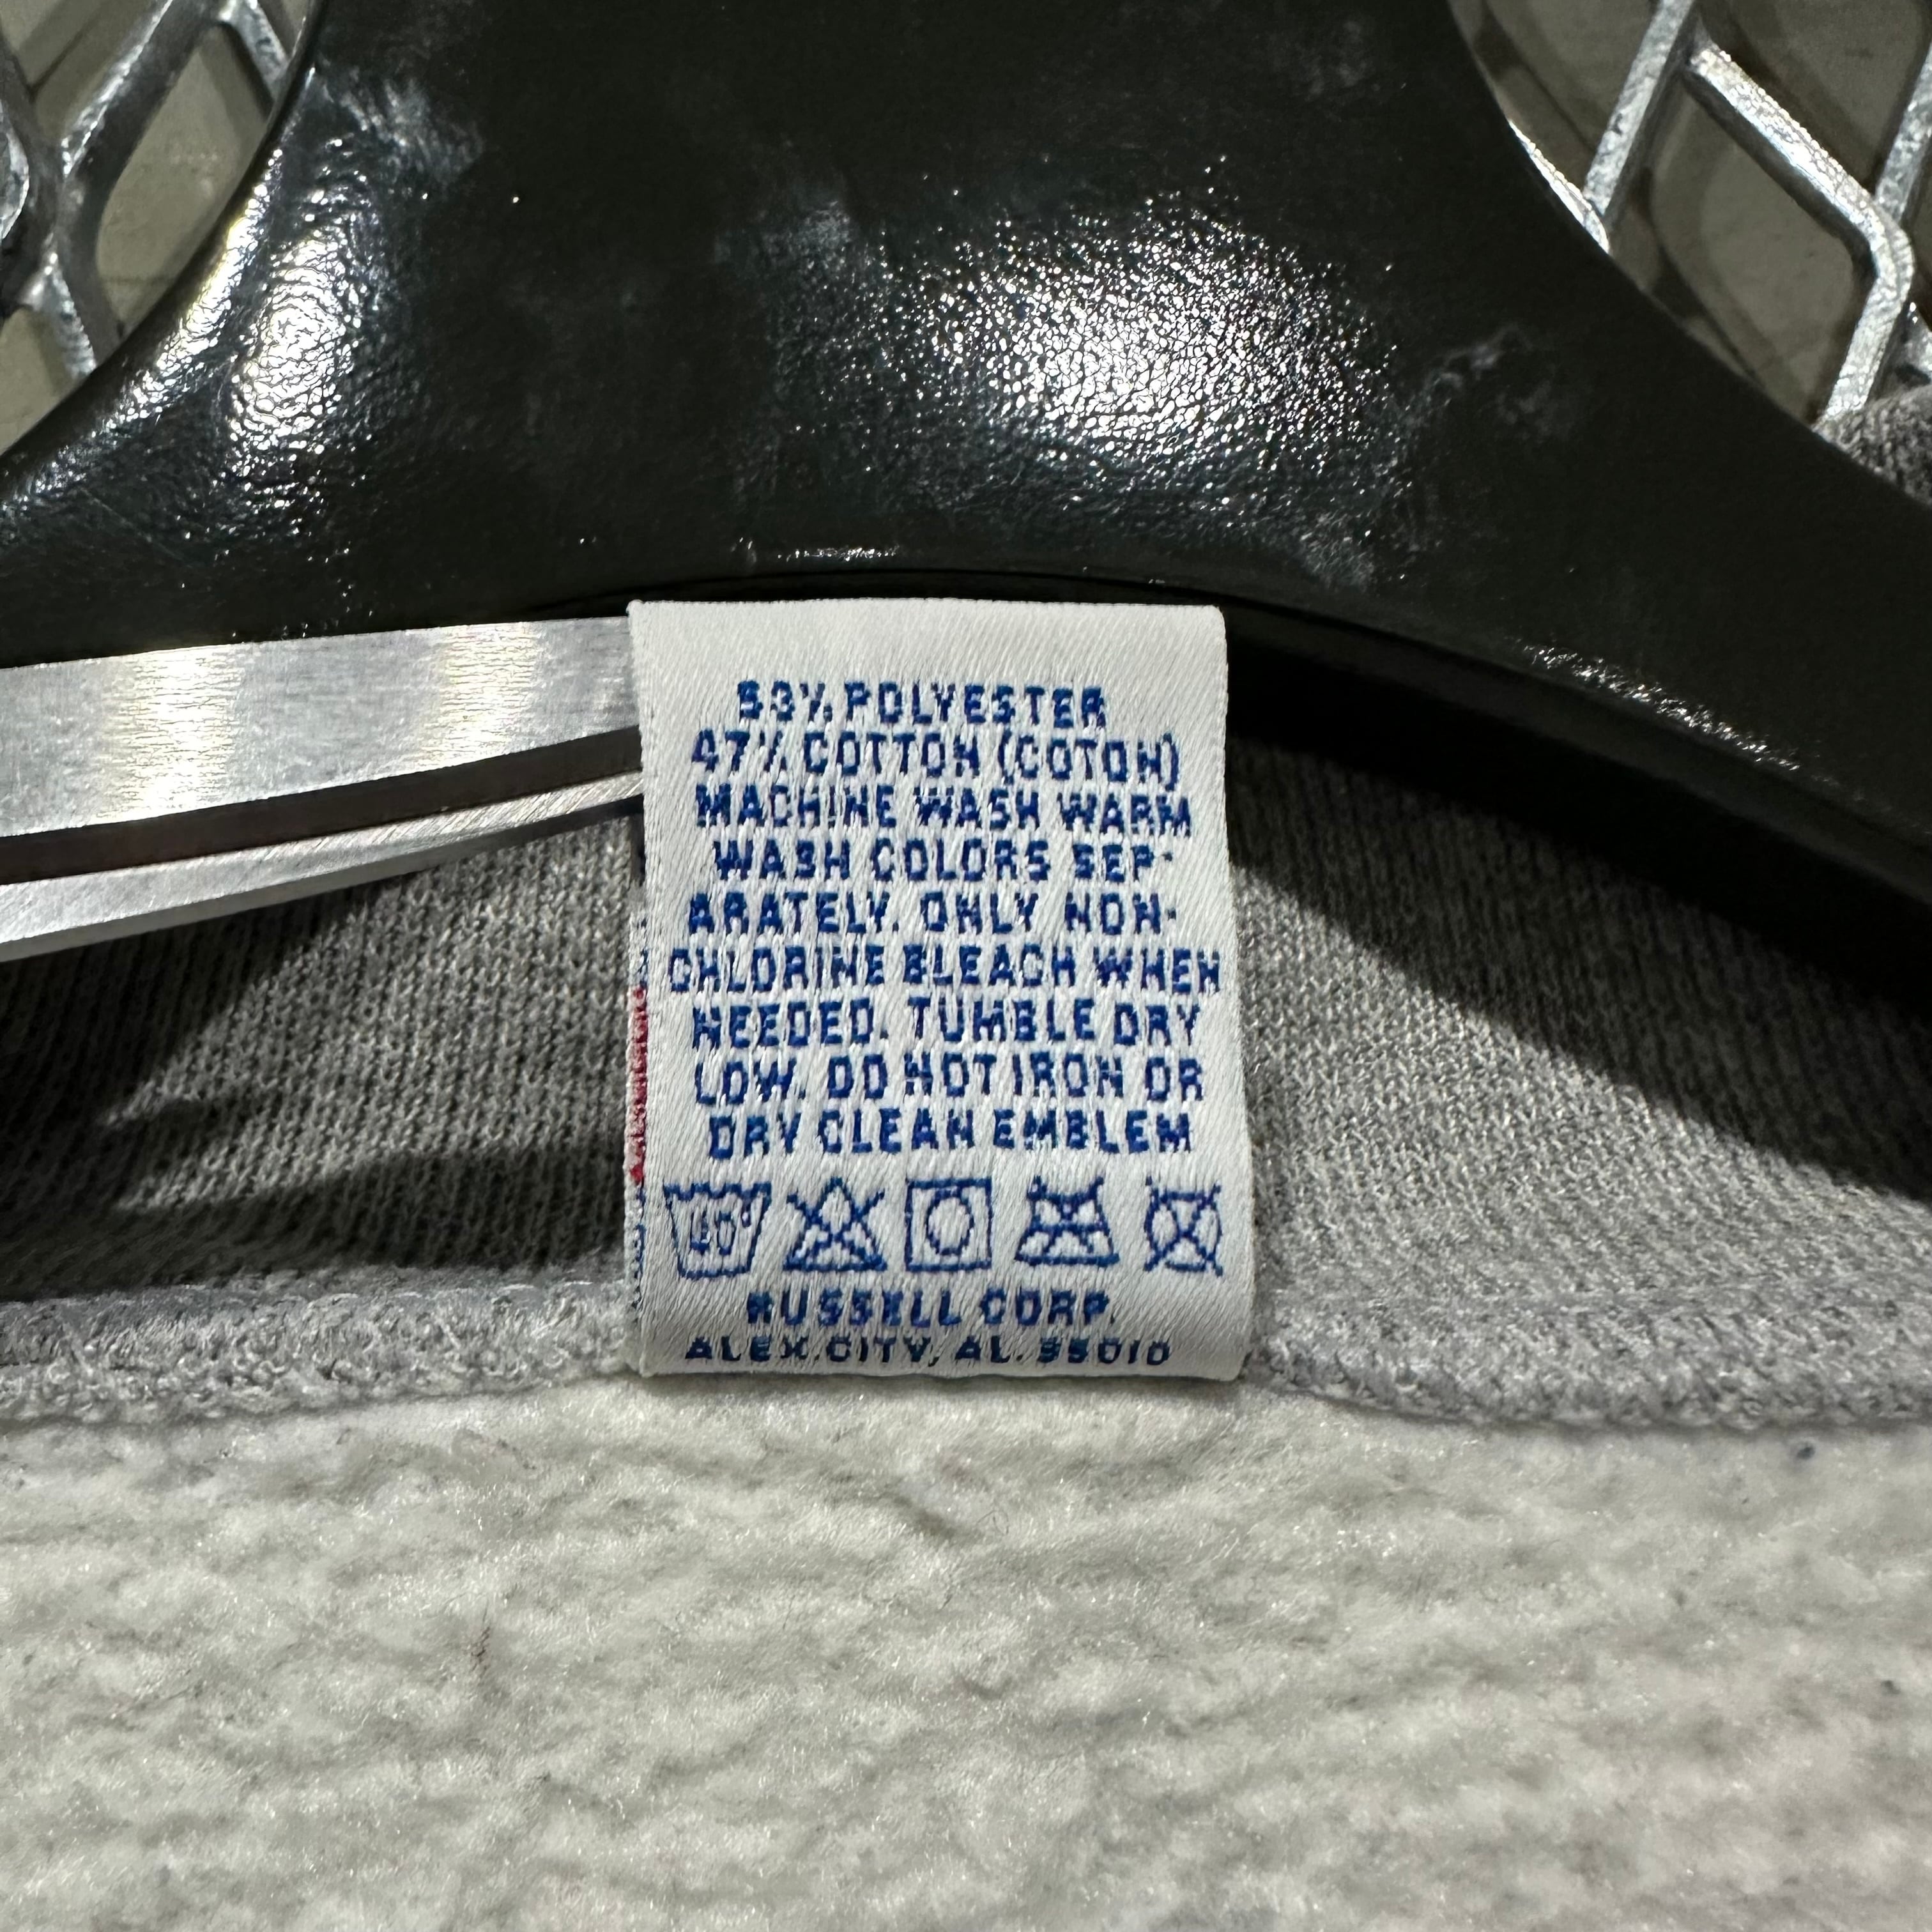 53% POLYESTER
47% COTTON (COTON)
MACHINE WASH WARM
WASH COLORS SEP-
ARATELY. ONLY NON-
CHLORINE BLEACH WHEN
NEEDED. TUMBLE DRY
LOW. DO NOT IRON OR
DRY CLEAN EMBLEM
40°
RUSSELL CORP.
ALEX.CITY, AL. 35010